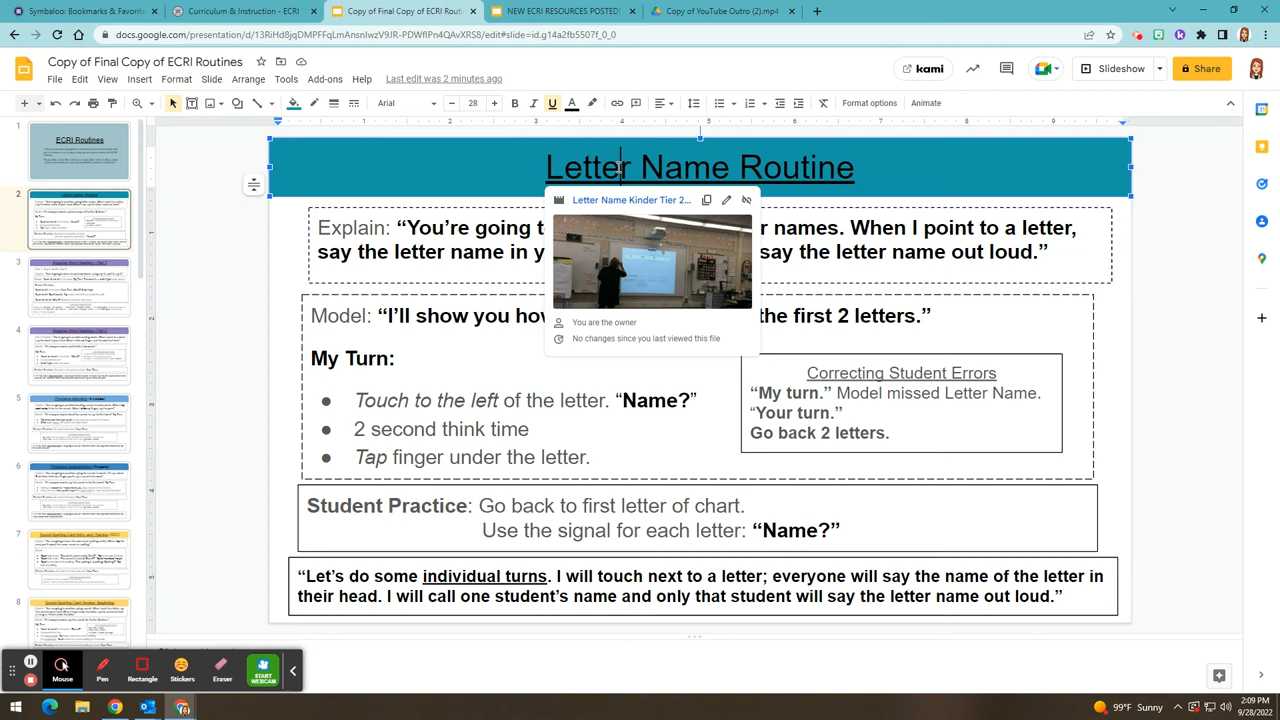 Symbaloo - Favorito
Curriculum & Instruction - ECRI
Copy of Final Copy of ECRI Routin
NEW ECRI RESOURCES POSTED!
Copy of YouTube Outro (2).mp4
docs.google.com/presentation/d/13RiHd8jqDMPFFqLmAnsnIwzV9JR-PDWfIPn4QAvXRS8/edit#slide=id.g14a2fb5507f_0_0
Copy of Final Copy of ECRI Routines
File Edit View Insert Format Slide Arrange Tools Add-ons Help Last edit was 2 minutes ago
kami
Slideshow
Share
Arial
28
Format options
Animate
1
ECRI Routines
2
3
4
5
6
7
8
Letter Name Routine
Letter Name Kinder Tier 2...
You are the owner
No changes since you last viewed this file
Explain: “You're going t names. When I point to a letter,
say the letter name in y say the letter name out loud.”
Model: “I'll show you how the first 2 letters.”
My Turn:
● Touch to the left of the letter. “Name?”
● 2 second think time
● Tap finger under the letter.
Correcting Student Errors
“My turn.” Model missed Letter Name.
“Your turn.”
Go back 2 letters.
Student Practice: Go back to first letter of chart.
Use the signal for each letter. “Name?”
“Let's do some Individual turns. I will touch next to a letter; everyone will say the name of the letter in
their head. I will call one student's name and only that student will say the letter name out loud.”
Mouse
Pen
Rectangle
Stickers
Eraser
START
WEBCAM
99°F Sunny
2:09 PM
9/28/2022